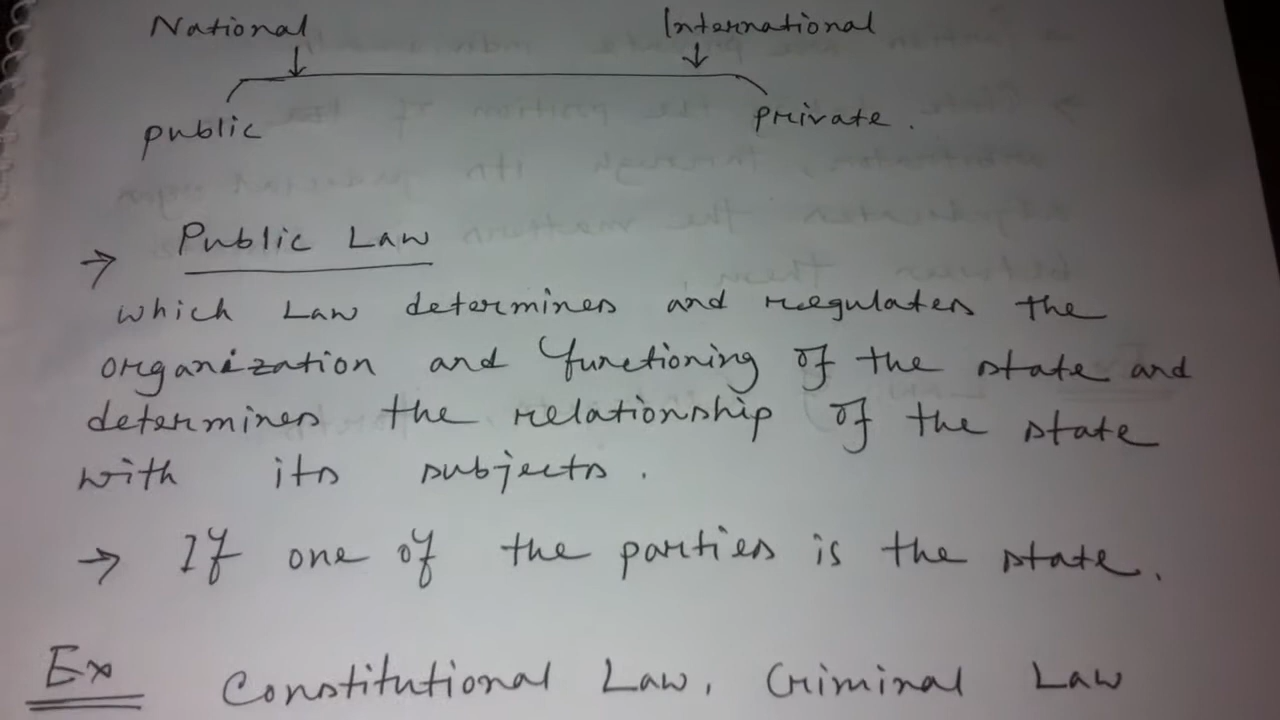 National International
public private.
→ Public Law
which Law determines and regulates the
organization and functioning of the state and
determines the relationship of the state
with its subjects.
→ If one of the parties is the state.
Ex Constitutional Law, Criminal Law